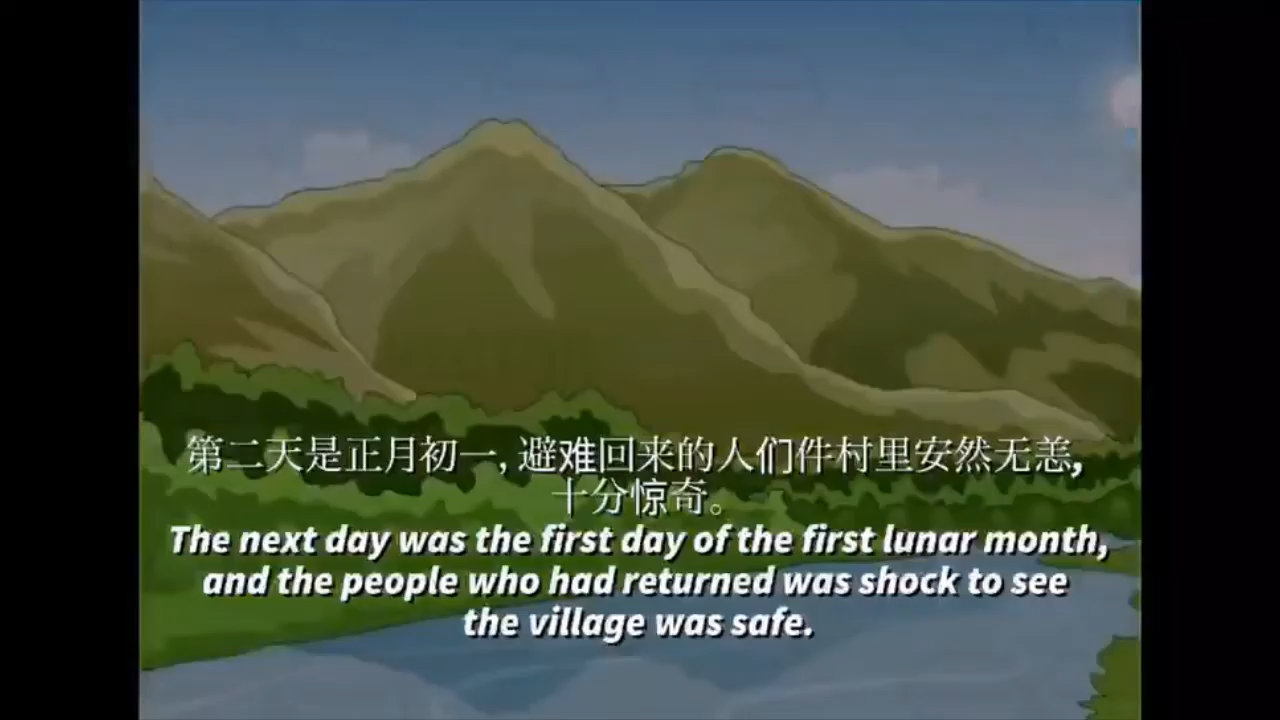 第二天是正月初一, 避难回来的人们件村里安然无恙,
十分惊奇。
The next day was the first day of the first lunar month,
and the people who had returned was shock to see
the village was safe.